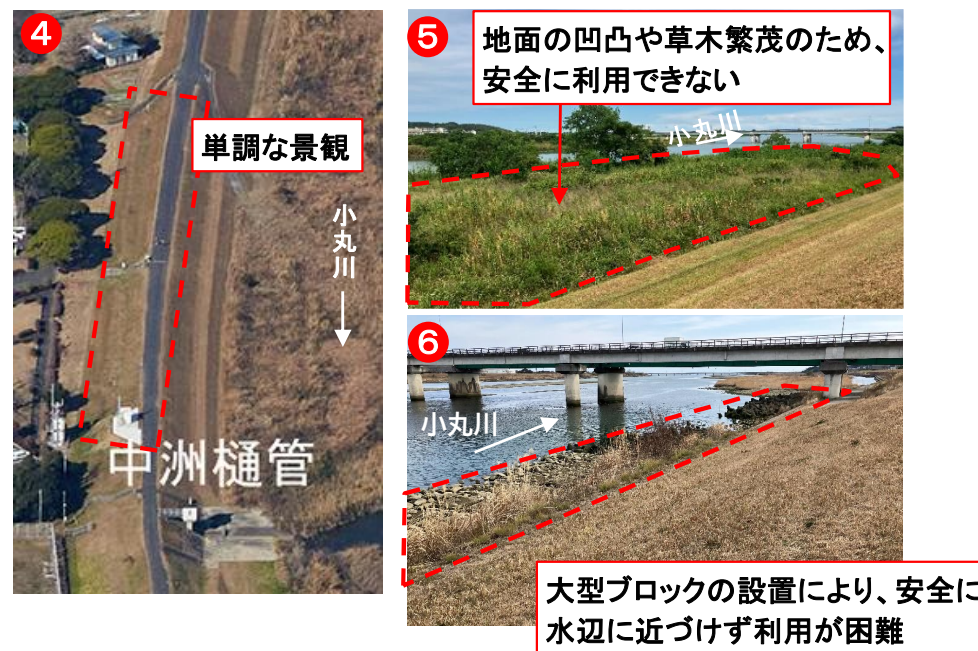 ④
単調な景観
小丸川
中洲樋管
⑤
地面の凹凸や草木繁茂のため、
安全に利用できない
小丸川
⑥
小丸川
大型ブロックの設置により、安全に
水辺に近づけず利用が困難